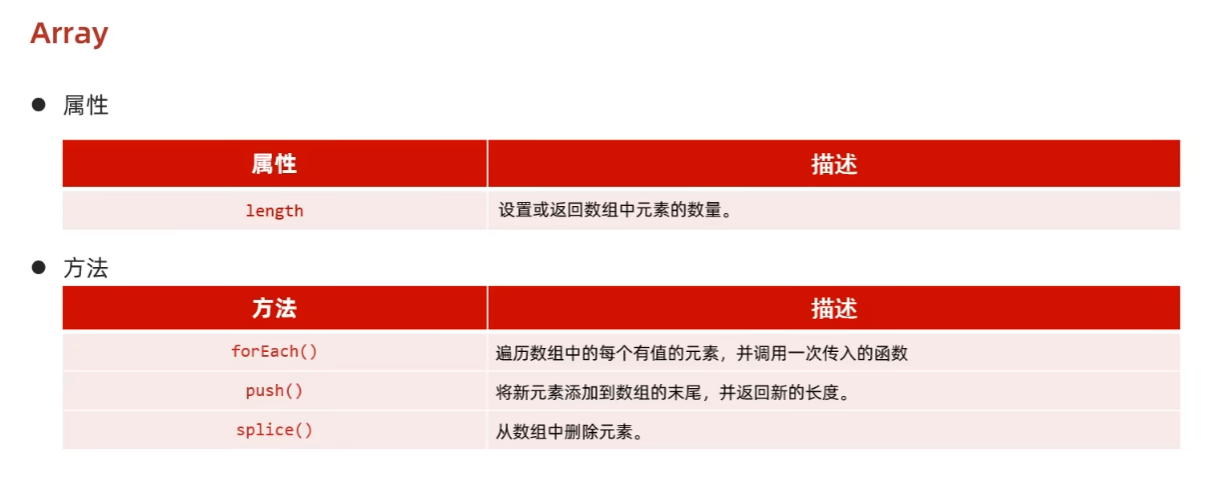 Array
● 属性
属性 描述
length 设置或返回数组中元素的数量。
● 方法
方法 描述
forEach() 遍历数组中的每个有值的元素，并调用一次传入的函数
push() 将新元素添加到数组的末尾，并返回新的长度。
splice() 从数组中删除元素。